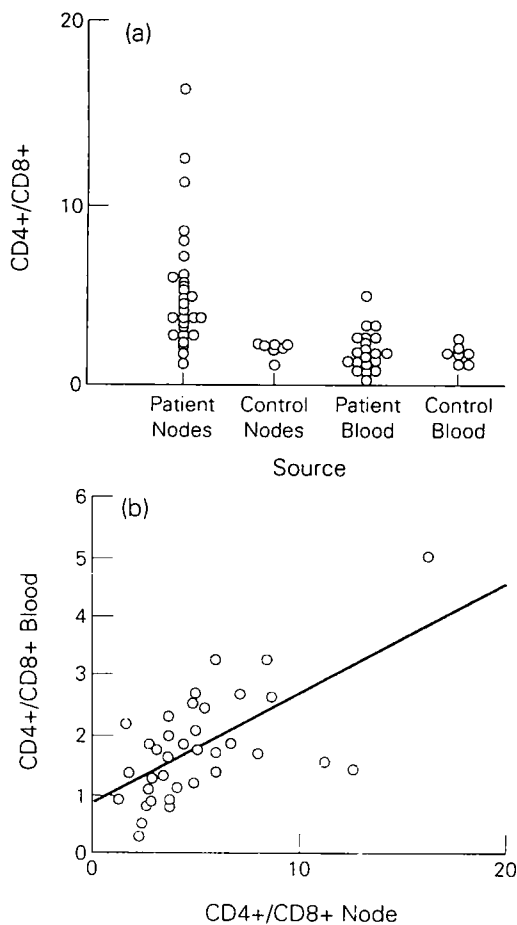 (a)
20
10
0
CD4+/CD8+
Patient Nodes
Control Nodes
Patient Blood
Control Blood
Source
(b)
6
5
4
3
2
1
0
CD4+/CD8+ Blood
0 10 20
CD4+/CD8+ Node